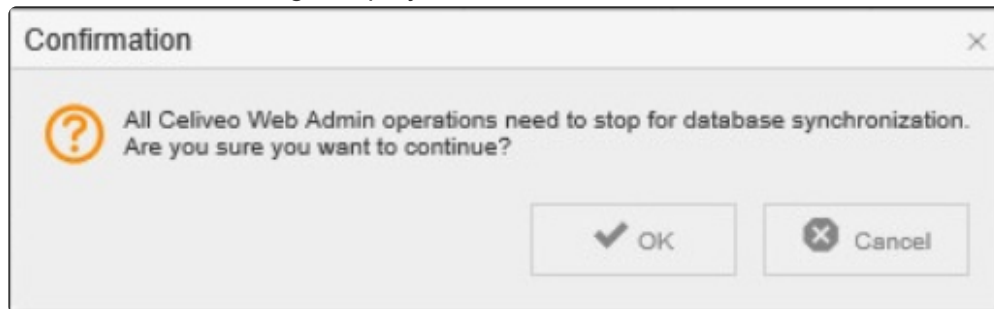 Confirmation
All Celiveo Web Admin operations need to stop for database synchronization.
Are you sure you want to continue?
OK
Cancel